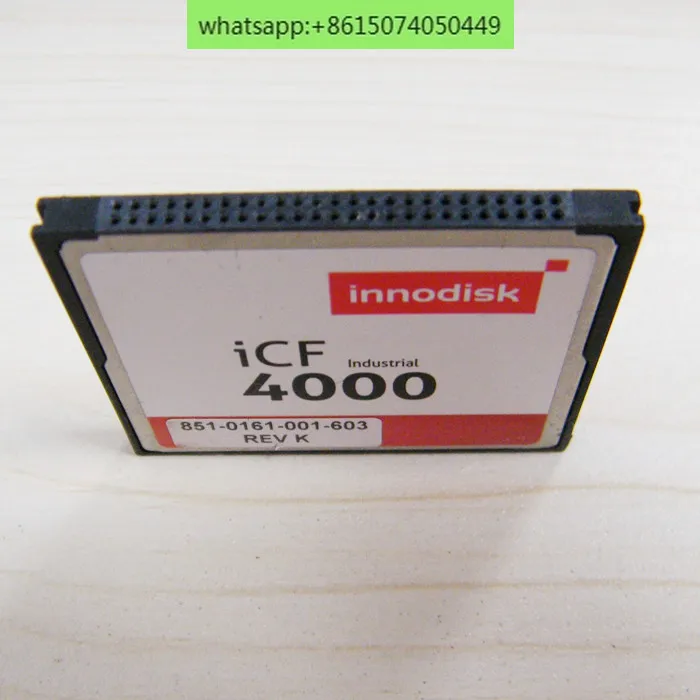 whatsapp:+8615074050449
innodisk
iCF Industrial
4000
851-0161-001-603
REV K